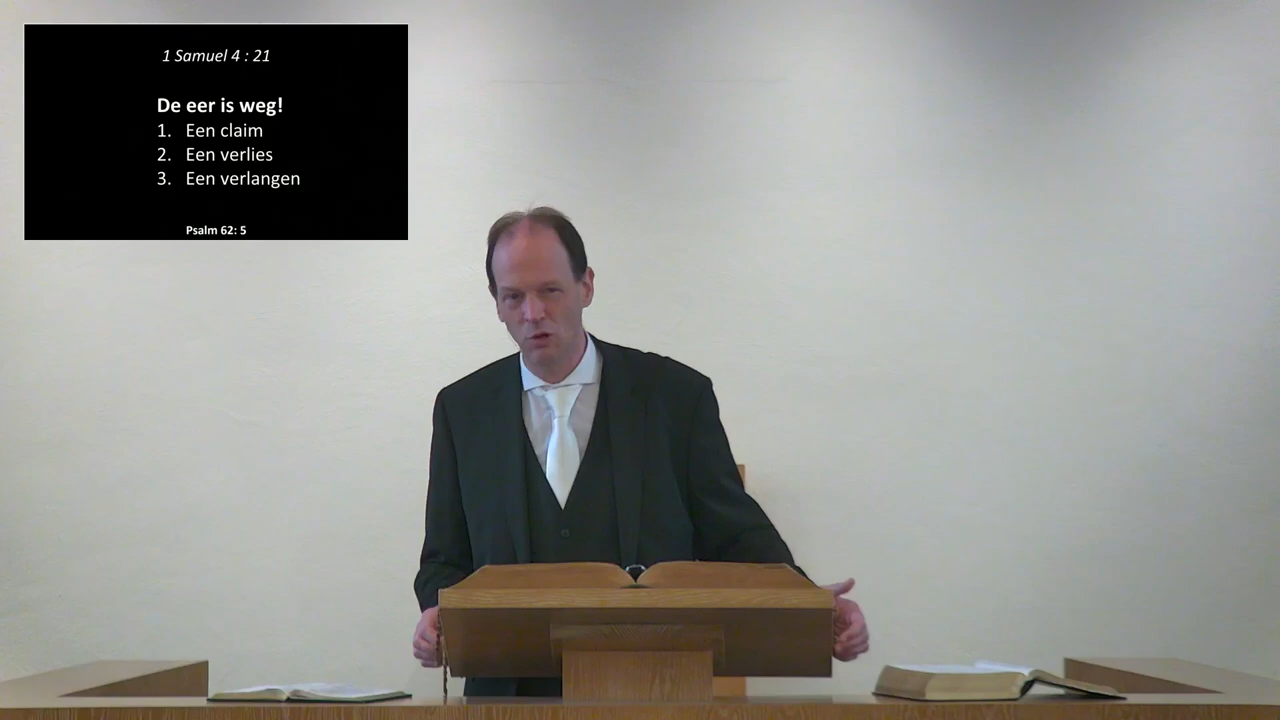 1 Samuel 4 : 21
De eer is weg!
1. Een claim
2. Een verlies
3. Een verlangen
Psalm 62: 5